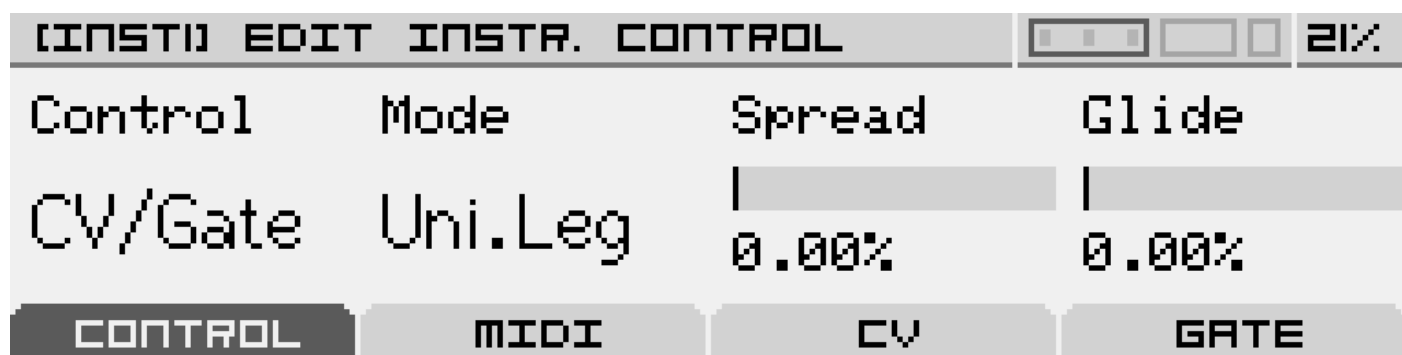 [INST1] EDIT INSTR. CONTROL 21%
Control Mode Spread Glide
CV/Gate Uni.Leg 0.00% 0.00%
CONTROL MIDI CV GATE